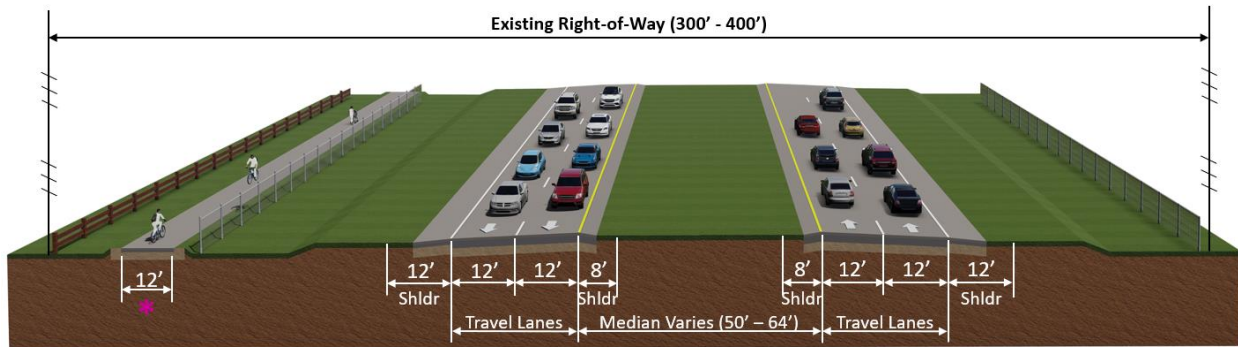 Existing Right-of-Way (300’ - 400’)
12’
*
12’ 12’ 12’ 8’ 8’ 12’ 12’ 12’
Shldr Shldr Shldr Shldr
Travel Lanes Median Varies (50’ – 64’) Travel Lanes